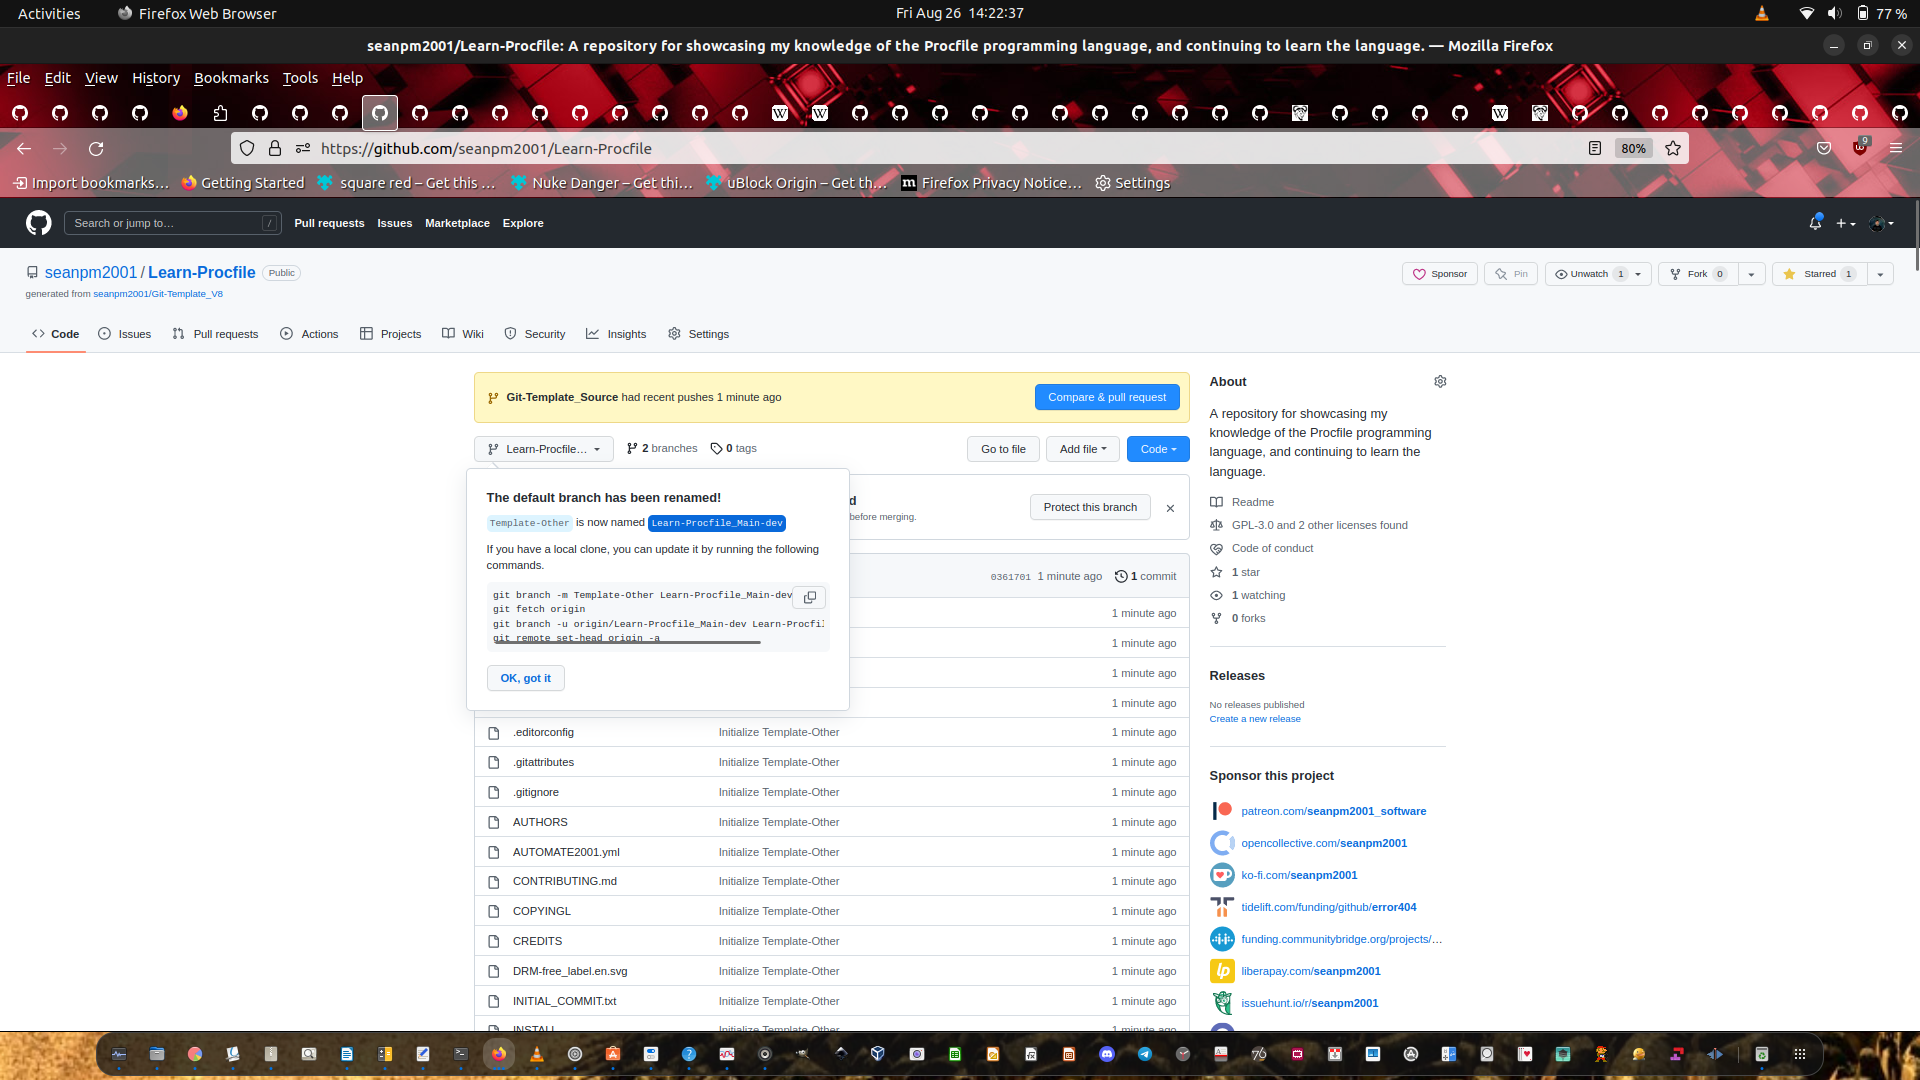 Activities
Firefox Web Browser
Fri Aug 26 14:22:37
77 %
seanpm2001/Learn-Procfile: A repository for showcasing my knowledge of the Procfile programming language, and continuing to learn the language. — Mozilla Firefox
File Edit View History Bookmarks Tools Help
https://github.com/seanpm2001/Learn-Procfile
80%
9
Import bookmarks…
Getting Started
square red – Get this …
Nuke Danger – Get thi…
uBlock Origin – Get th…
Firefox Privacy Notice…
Settings
Search or jump to…
/
Pull requests
Issues
Marketplace
Explore
seanpm2001 / Learn-Procfile
Public
Sponsor
Pin
Unwatch 1
Fork 0
Starred 1
generated from seanpm2001/Git-Template_V8
Code
Issues
Pull requests
Actions
Projects
Wiki
Security
Insights
Settings
Git-Template_Source had recent pushes 1 minute ago
Compare & pull request
Learn-Procfile…
2 branches
0 tags
Go to file
Add file
Code
The default branch has been renamed!
Template-Other is now named Learn-Procfile_Main-dev
If you have a local clone, you can update it by running the following
commands.
git branch -m Template-Other Learn-Procfile_Main-dev
git fetch origin
git branch -u origin/Learn-Procfile_Main-dev Learn-Procfil
git remote set-head origin -a
OK, got it
d
before merging.
Protect this branch
0361701 1 minute ago
1 commit
1 minute ago
1 minute ago
1 minute ago
1 minute ago
.editorconfig Initialize Template-Other 1 minute ago
.gitattributes Initialize Template-Other 1 minute ago
.gitignore Initialize Template-Other 1 minute ago
AUTHORS Initialize Template-Other 1 minute ago
AUTOMATE2001.yml Initialize Template-Other 1 minute ago
CONTRIBUTING.md Initialize Template-Other 1 minute ago
COPYINGL Initialize Template-Other 1 minute ago
CREDITS Initialize Template-Other 1 minute ago
DRM-free_label.en.svg Initialize Template-Other 1 minute ago
INITIAL_COMMIT.txt Initialize Template-Other 1 minute ago
INSTALL Initialize Template-Other 1 minute ago
About
A repository for showcasing my
knowledge of the Procfile programming
language, and continuing to learn the
language.
Readme
GPL-3.0 and 2 other licenses found
Code of conduct
1 star
1 watching
0 forks
Releases
No releases published
Create a new release
Sponsor this project
patreon.com/seanpm2001_software
opencollective.com/seanpm2001
ko-fi.com/seanpm2001
tidelift.com/funding/github/error404
funding.communitybridge.org/projects/…
liberapay.com/seanpm2001
issuehunt.io/r/seanpm2001